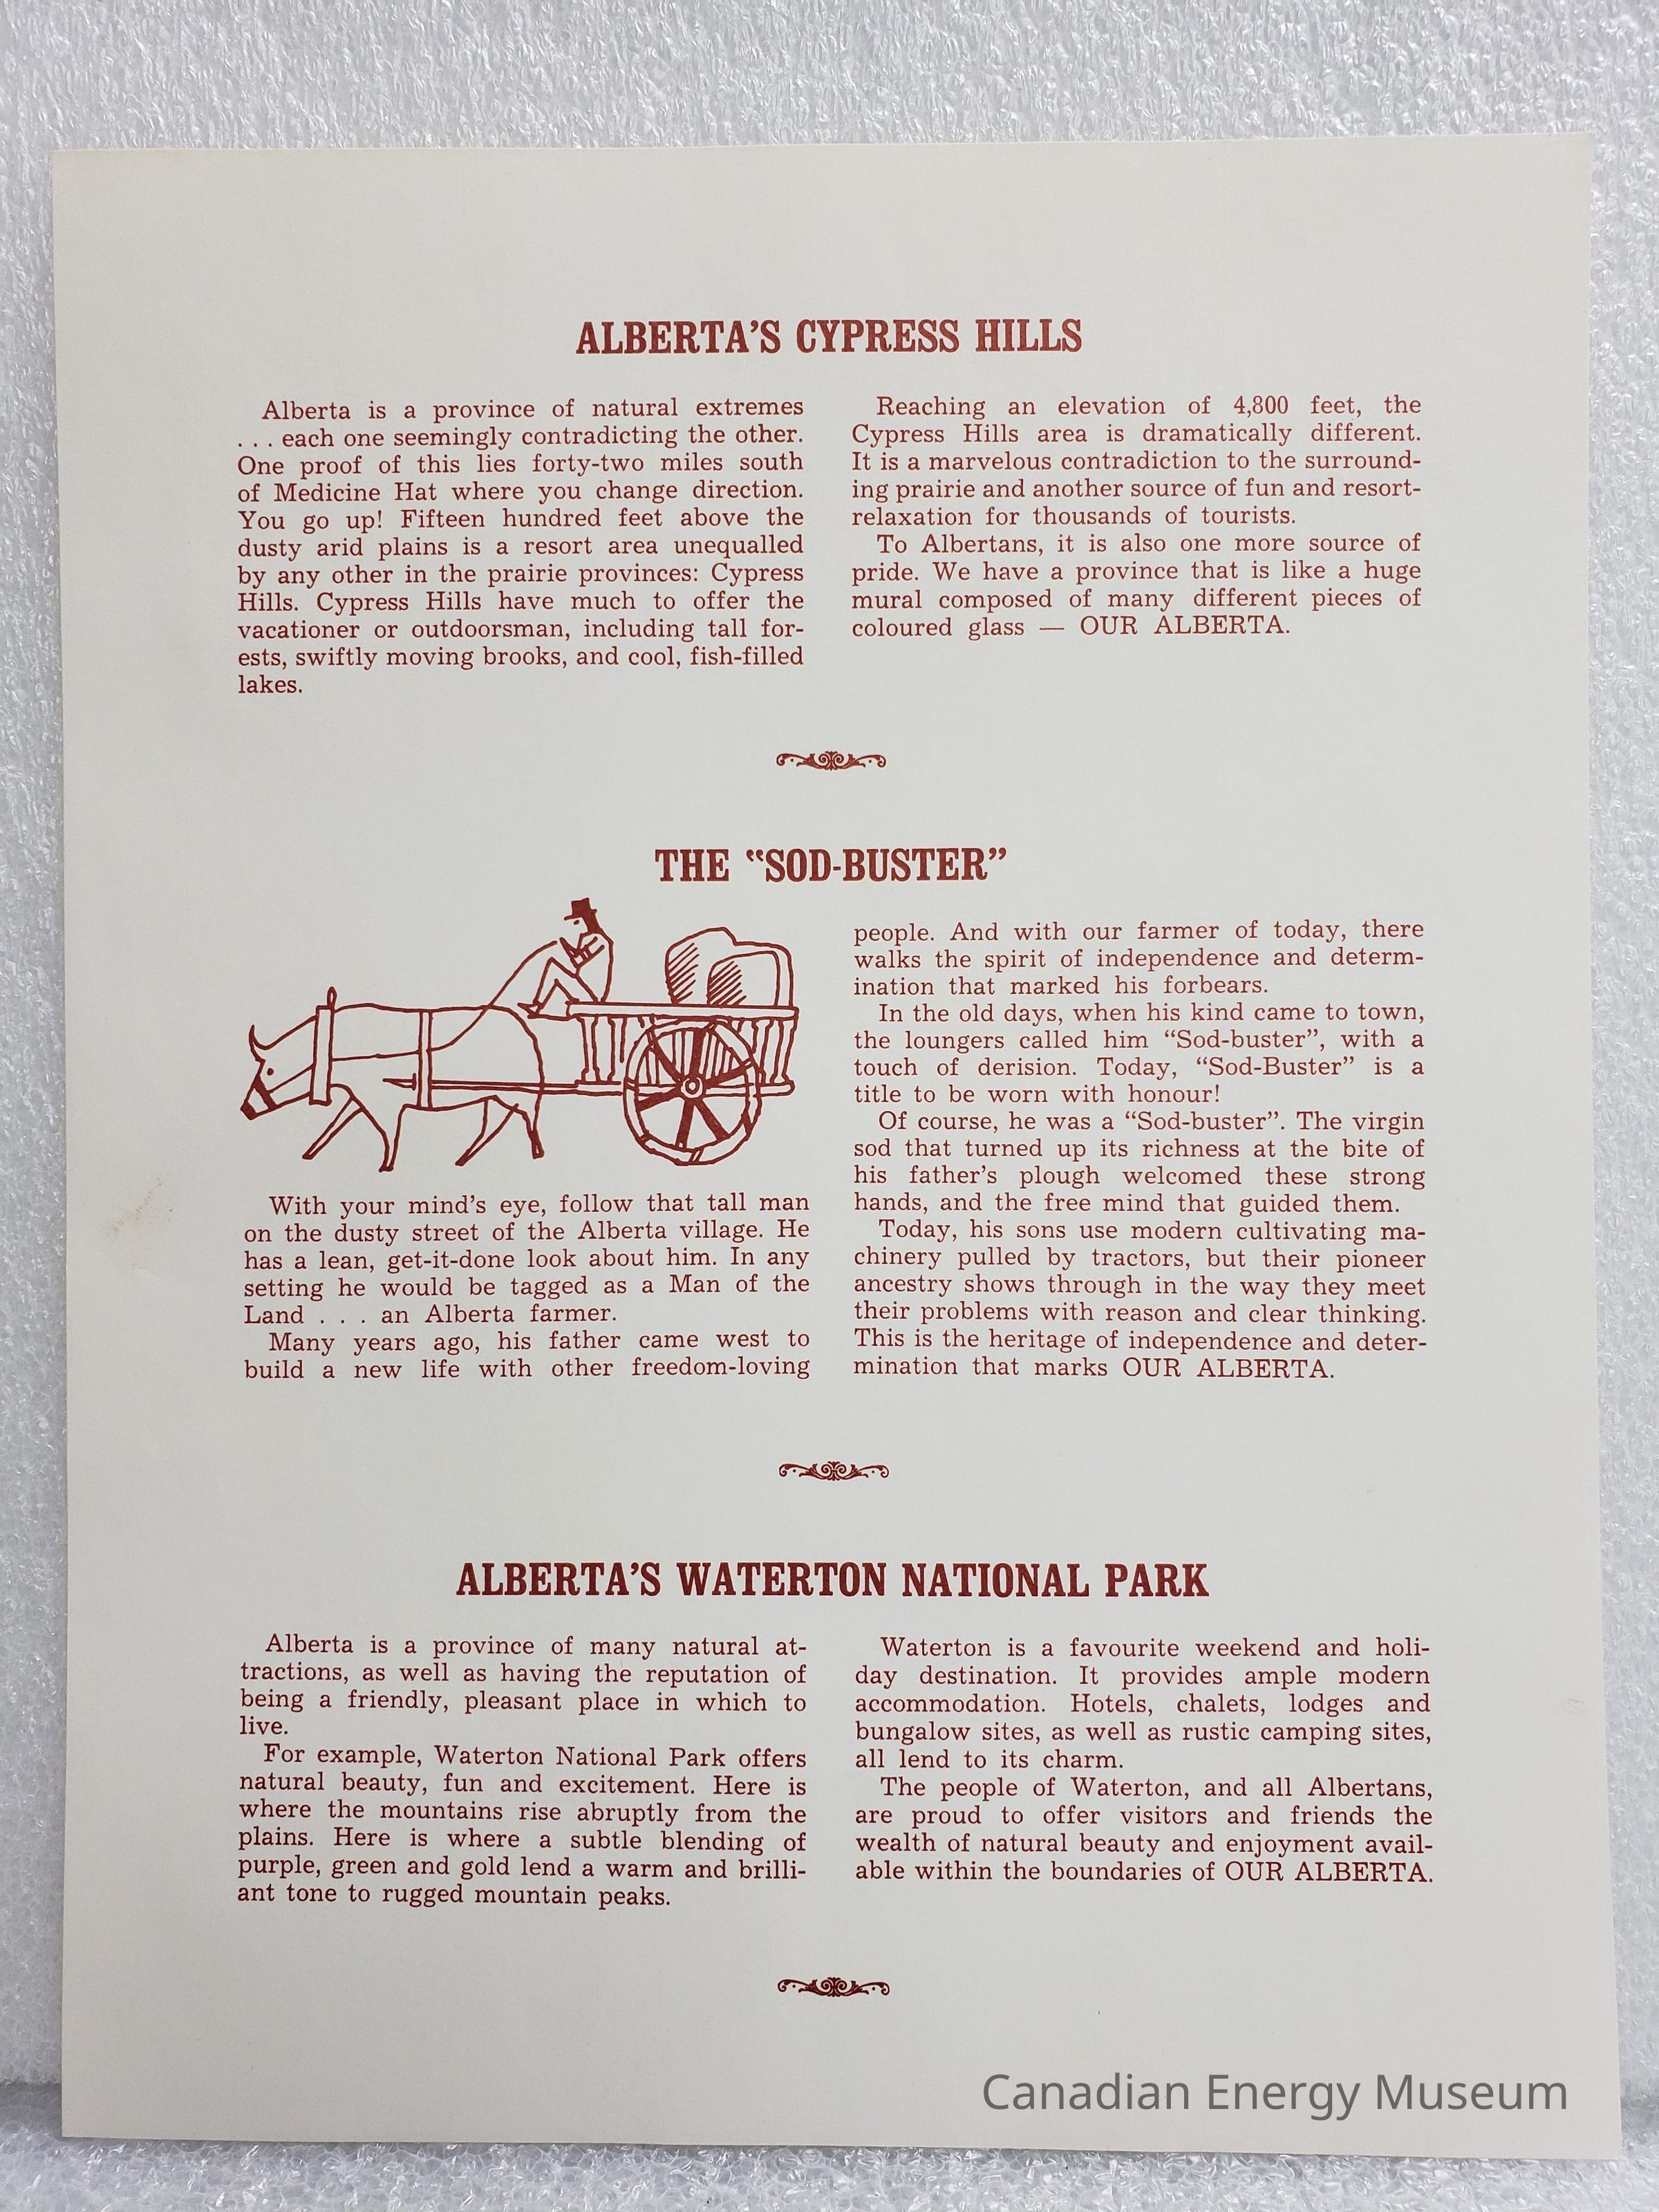 ALBERTA'S CYPRESS HILLS
Alberta is a province of natural extremes
. . . each one seemingly contradicting the other.
One proof of this lies forty-two miles south
of Medicine Hat where you change direction.
You go up! Fifteen hundred feet above the
dusty arid plains is a resort area unequalled
by any other in the prairie provinces: Cypress
Hills. Cypress Hills have much to offer the
vacationer or outdoorsman, including tall for-
ests, swiftly moving brooks, and cool, fish-filled
lakes.
Reaching an elevation of 4,800 feet, the
Cypress Hills area is dramatically different.
It is a marvelous contradiction to the surround-
ing prairie and another source of fun and resort-
relaxation for thousands of tourists.
To Albertans, it is also one more source of
pride. We have a province that is like a huge
mural composed of many different pieces of
coloured glass — OUR ALBERTA.
THE “SOD-BUSTER”
With your mind's eye, follow that tall man
on the dusty street of the Alberta village. He
has a lean, get-it-done look about him. In any
setting he would be tagged as a Man of the
Land . . . an Alberta farmer.
Many years ago, his father came west to
build a new life with other freedom-loving
people. And with our farmer of today, there
walks the spirit of independence and determ-
ination that marked his forbears.
In the old days, when his kind came to town,
the loungers called him “Sod-buster”, with a
touch of derision. Today, “Sod-Buster” is a
title to be worn with honour!
Of course, he was a “Sod-buster”. The virgin
sod that turned up its richness at the bite of
his father's plough welcomed these strong
hands, and the free mind that guided them.
Today, his sons use modern cultivating ma-
chinery pulled by tractors, but their pioneer
ancestry shows through in the way they meet
their problems with reason and clear thinking.
This is the heritage of independence and deter-
mination that marks OUR ALBERTA.
ALBERTA'S WATERTON NATIONAL PARK
Alberta is a province of many natural at-
tractions, as well as having the reputation of
being a friendly, pleasant place in which to
live.
For example, Waterton National Park offers
natural beauty, fun and excitement. Here is
where the mountains rise abruptly from the
plains. Here is where a subtle blending of
purple, green and gold lend a warm and brilli-
ant tone to rugged mountain peaks.
Waterton is a favourite weekend and holi-
day destination. It provides ample modern
accommodation. Hotels, chalets, lodges and
bungalow sites, as well as rustic camping sites,
all lend to its charm.
The people of Waterton, and all Albertans,
are proud to offer visitors and friends the
wealth of natural beauty and enjoyment avail-
able within the boundaries of OUR ALBERTA.
Canadian Energy Museum